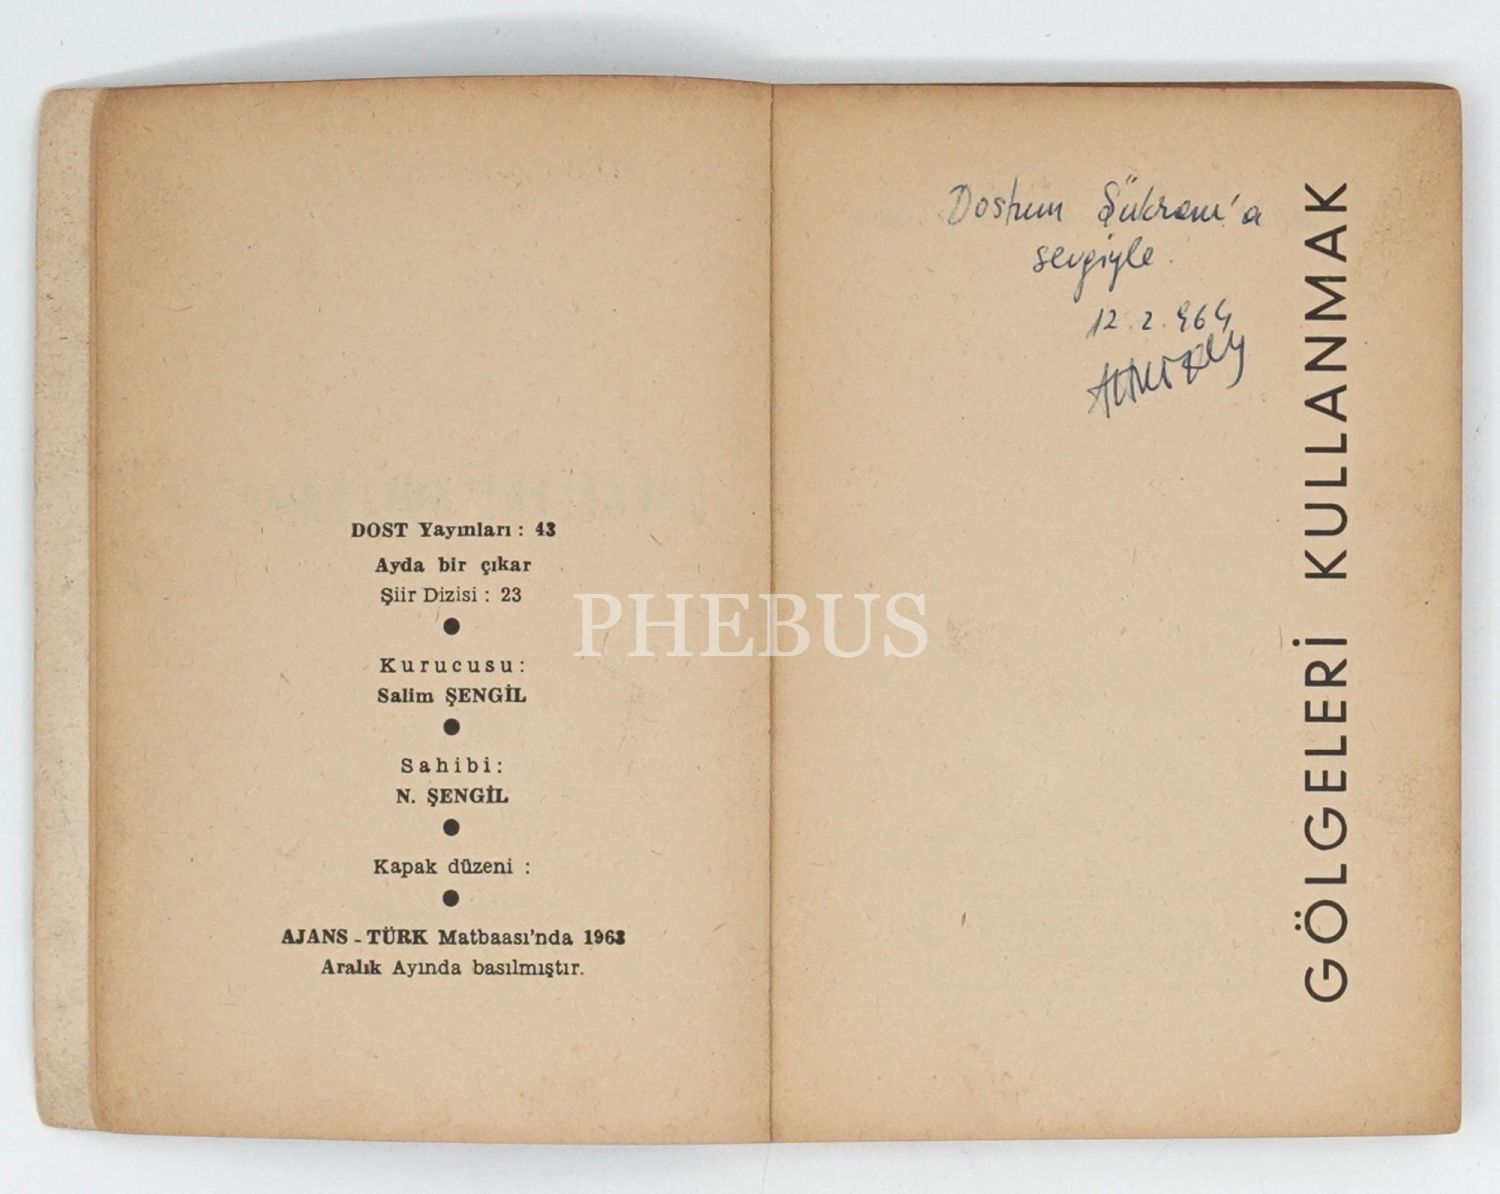 DOST Yayınları : 43
Ayda bir çıkar
Şiir Dizisi : 23
Kurucusu:
Salim ŞENGİL
Sahibi:
N. ŞENGİL
Kapak düzeni :
AJANS - TÜRK Matbaası'nda 1963
Aralık Ayında basılmıştır.
PHEBUS
Dostum Şükran'a
sevgiyle.
12.2.964
GÖLGELERİ KULLANMAK